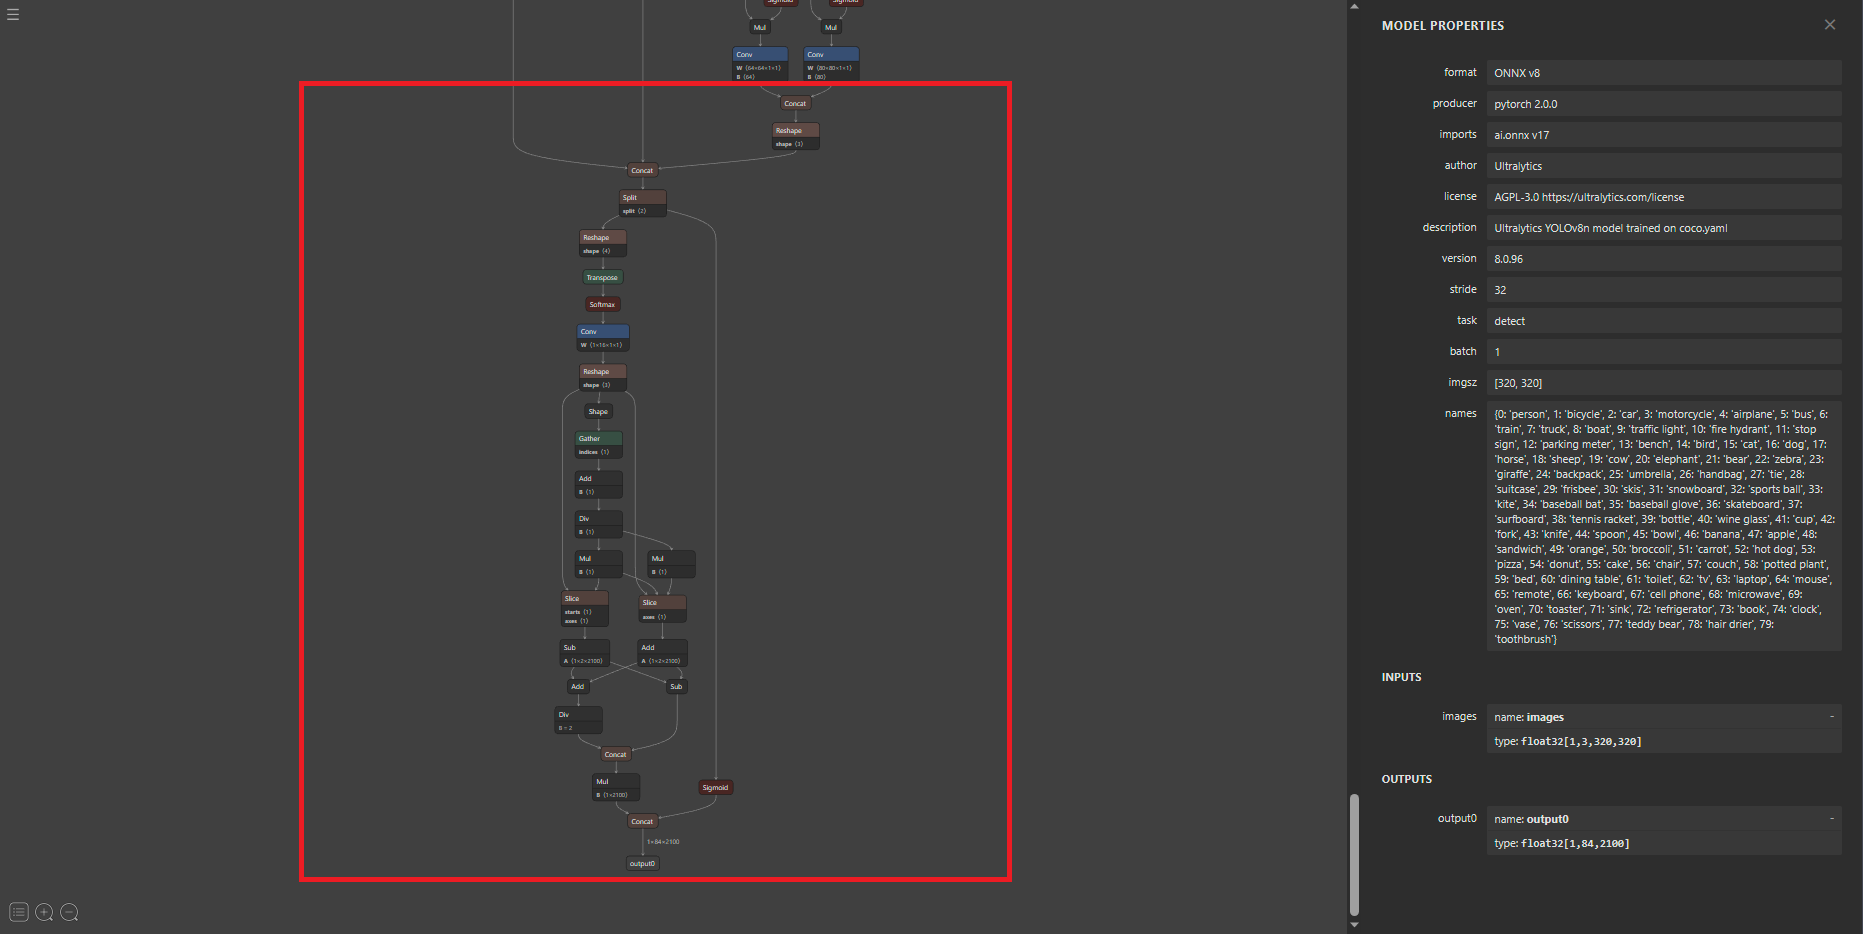 Sigmoid
Sigmoid
Mul
Mul
Conv
W ⟨64×64×1×1⟩
B ⟨64⟩
Conv
W ⟨80×80×1×1⟩
B ⟨80⟩
Concat
Reshape
shape ⟨3⟩
Concat
Split
split ⟨2⟩
Reshape
shape ⟨4⟩
Transpose
Softmax
Conv
W ⟨1×16×1×1⟩
Reshape
shape ⟨3⟩
Shape
Gather
indices ⟨1⟩
Add
B ⟨1⟩
Div
B ⟨1⟩
Mul
B ⟨1⟩
Mul
B ⟨1⟩
Slice
starts ⟨1⟩
axes ⟨1⟩
Slice
axes ⟨1⟩
Sub
A ⟨1×2×2100⟩
Add
A ⟨1×2×2100⟩
Add
Sub
Div
B = 2
Concat
Mul
B ⟨1×2100⟩
Sigmoid
Concat
1×84×2100
output0
MODEL PROPERTIES
format
ONNX v8
producer
pytorch 2.0.0
imports
ai.onnx v17
author
Ultralytics
license
AGPL-3.0 https://ultralytics.com/license
description
Ultralytics YOLOv8n model trained on coco.yaml
version
8.0.96
stride
32
task
detect
batch
1
imgsz
[320, 320]
names
{0: 'person', 1: 'bicycle', 2: 'car', 3: 'motorcycle', 4: 'airplane', 5: 'bus', 6:
'train', 7: 'truck', 8: 'boat', 9: 'traffic light', 10: 'fire hydrant', 11: 'stop
sign', 12: 'parking meter', 13: 'bench', 14: 'bird', 15: 'cat', 16: 'dog', 17:
'horse', 18: 'sheep', 19: 'cow', 20: 'elephant', 21: 'bear', 22: 'zebra', 23:
'giraffe', 24: 'backpack', 25: 'umbrella', 26: 'handbag', 27: 'tie', 28:
'suitcase', 29: 'frisbee', 30: 'skis', 31: 'snowboard', 32: 'sports ball', 33:
'kite', 34: 'baseball bat', 35: 'baseball glove', 36: 'skateboard', 37:
'surfboard', 38: 'tennis racket', 39: 'bottle', 40: 'wine glass', 41: 'cup', 42:
'fork', 43: 'knife', 44: 'spoon', 45: 'bowl', 46: 'banana', 47: 'apple', 48:
'sandwich', 49: 'orange', 50: 'broccoli', 51: 'carrot', 52: 'hot dog', 53:
'pizza', 54: 'donut', 55: 'cake', 56: 'chair', 57: 'couch', 58: 'potted plant',
59: 'bed', 60: 'dining table', 61: 'toilet', 62: 'tv', 63: 'laptop', 64: 'mouse',
65: 'remote', 66: 'keyboard', 67: 'cell phone', 68: 'microwave', 69:
'oven', 70: 'toaster', 71: 'sink', 72: 'refrigerator', 73: 'book', 74: 'clock',
75: 'vase', 76: 'scissors', 77: 'teddy bear', 78: 'hair drier', 79:
'toothbrush'}
INPUTS
images
name: images
type: float32[1,3,320,320]
OUTPUTS
output0
name: output0
type: float32[1,84,2100]